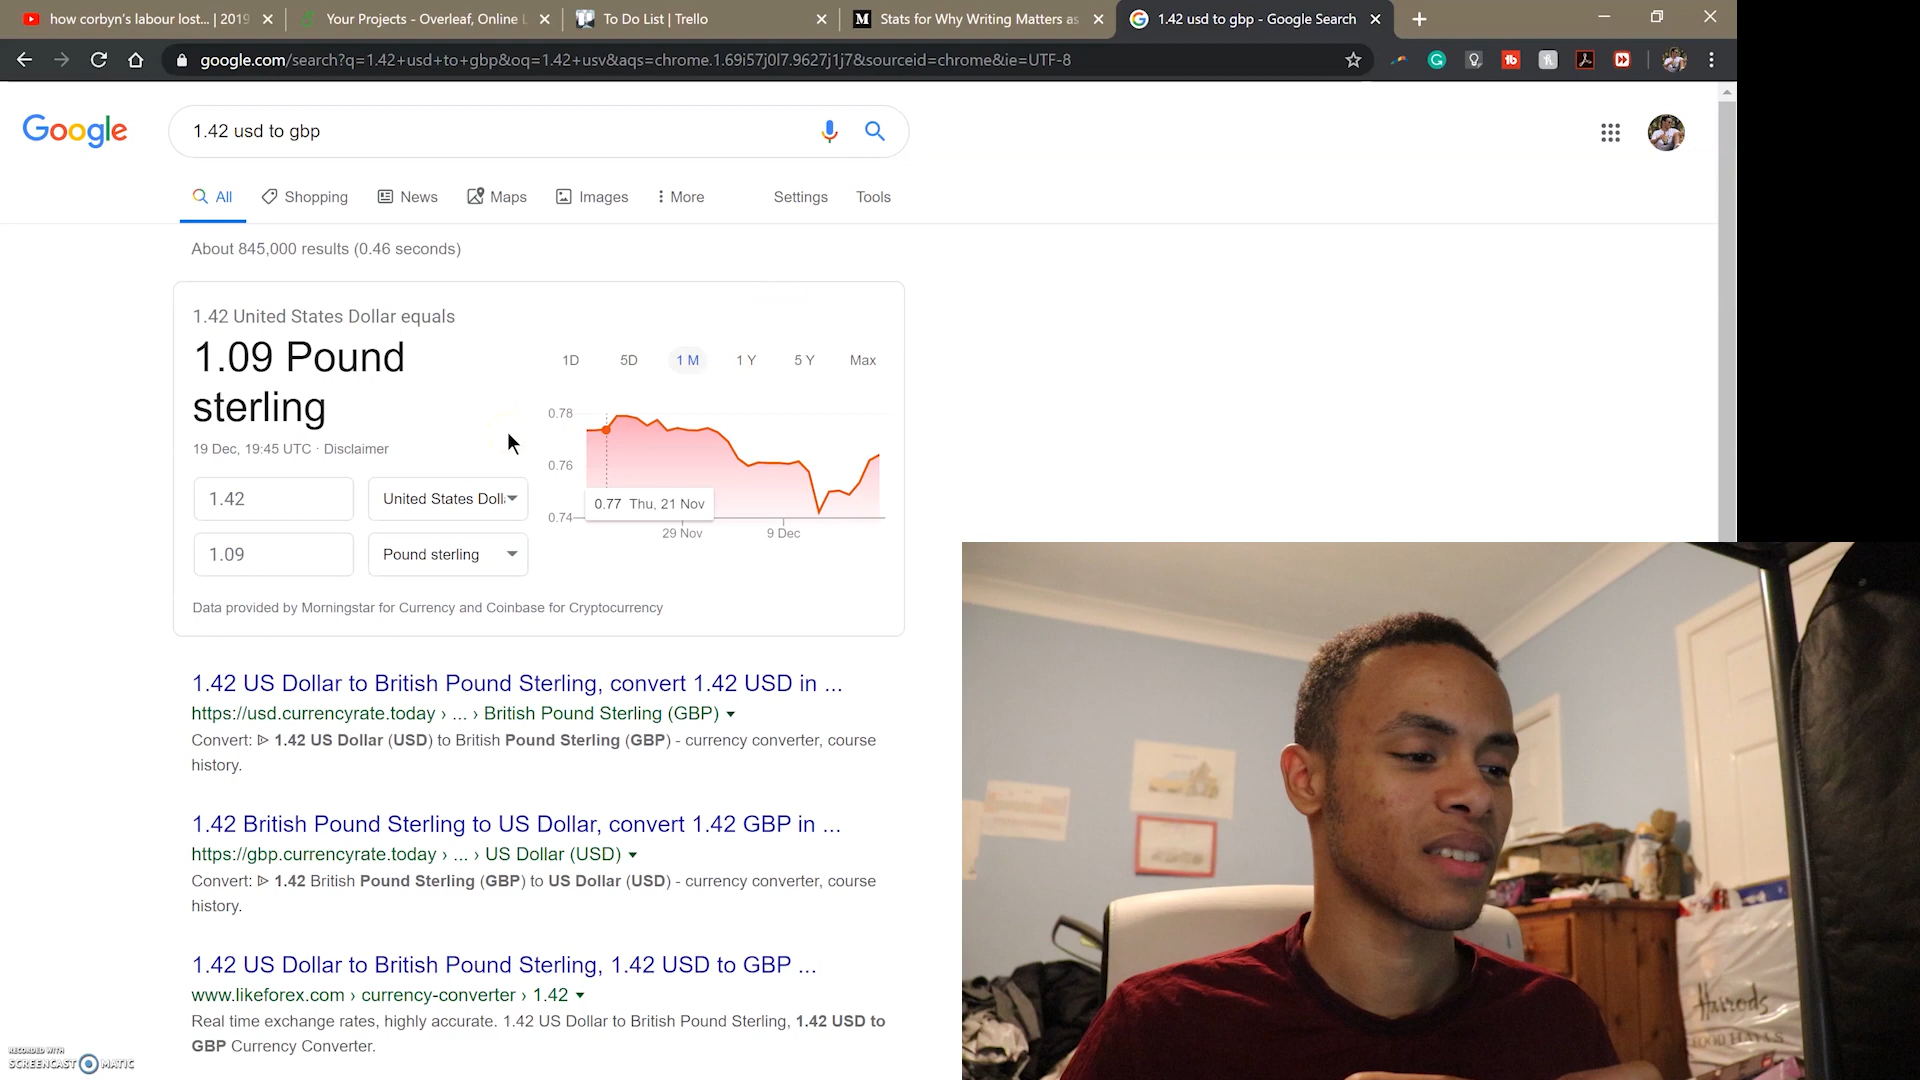 how corbyn's labour lost... | 2019
Your Projects - Overleaf, Online L
To Do List | Trello
M Stats for Why Writing Matters as
1.42 usd to gbp - Google Search
google.com/search?q=1.42+usd+to+gbp&oq=1.42+usv&aqs=chrome.1.69i57j0l7.9627j1j7&sourceid=chrome&ie=UTF-8
Google
1.42 usd to gbp
All Shopping News Maps Images More Settings Tools
About 845,000 results (0.46 seconds)
1.42 United States Dollar equals
1.09 Pound
sterling
19 Dec, 19:45 UTC · Disclaimer
1.42 United States Doll
1.09 Pound sterling
1D 5D 1 M 1 Y 5 Y Max
0.78
0.76
0.74
0.77 Thu, 21 Nov
29 Nov 9 Dec
Data provided by Morningstar for Currency and Coinbase for Cryptocurrency
1.42 US Dollar to British Pound Sterling, convert 1.42 USD in ...
https://usd.currencyrate.today › ... › British Pound Sterling (GBP)
Convert: ᐅ 1.42 US Dollar (USD) to British Pound Sterling (GBP) - currency converter, course
history.
1.42 British Pound Sterling to US Dollar, convert 1.42 GBP in ...
https://gbp.currencyrate.today › ... › US Dollar (USD)
Convert: ᐅ 1.42 British Pound Sterling (GBP) to US Dollar (USD) - currency converter, course
history.
1.42 US Dollar to British Pound Sterling, 1.42 USD to GBP ...
www.likeforex.com › currency-converter › 1.42
Real time exchange rates, highly accurate. 1.42 US Dollar to British Pound Sterling, 1.42 USD to
GBP Currency Converter.
RECORDED WITH
SCREENCAST MATIC
Harrods
FOOD HALLS